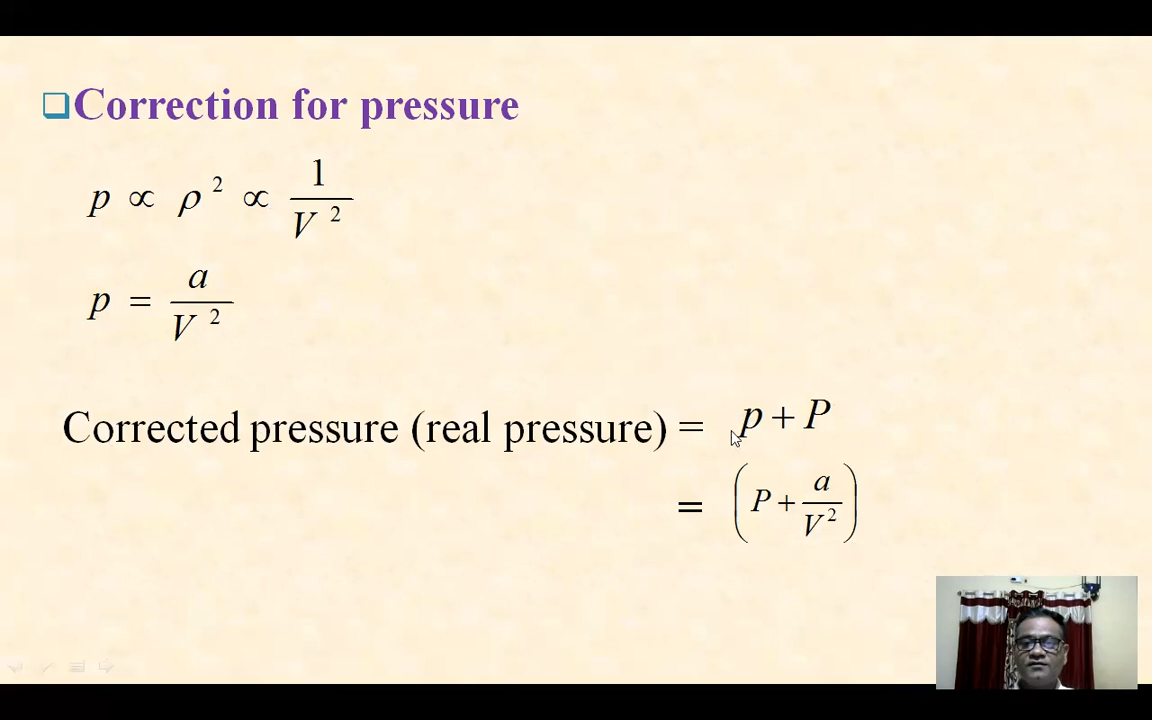 ❑Correction for pressure
p ∝ ρ² ∝ 1/V²
p = a/V²
Corrected pressure (real pressure) = p + P
= (P + a/V²)